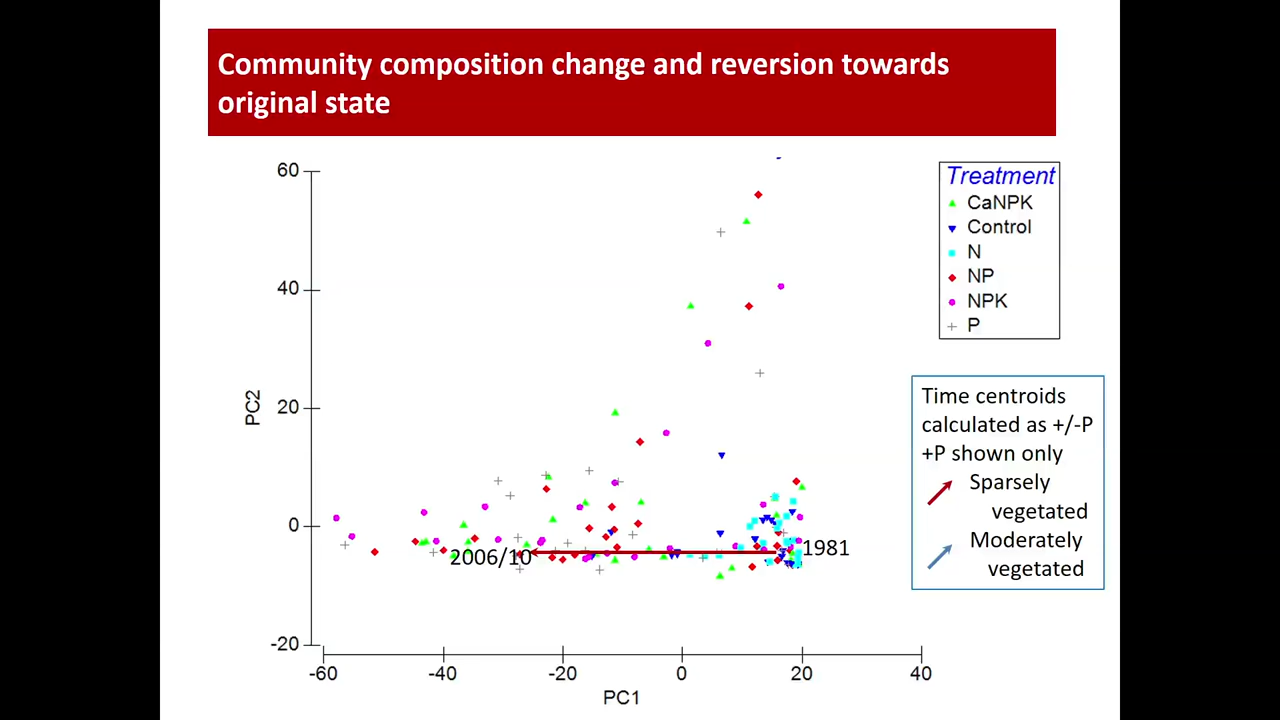 Community composition change and reversion towards
original state
60
40
20
0
-20
PC2
-60
-40
-20
0
20
40
PC1
2006/10
1981
Treatment
CaNPK
Control
N
NP
NPK
P
Time centroids
calculated as +/-P
+P shown only
Sparsely
vegetated
Moderately
vegetated